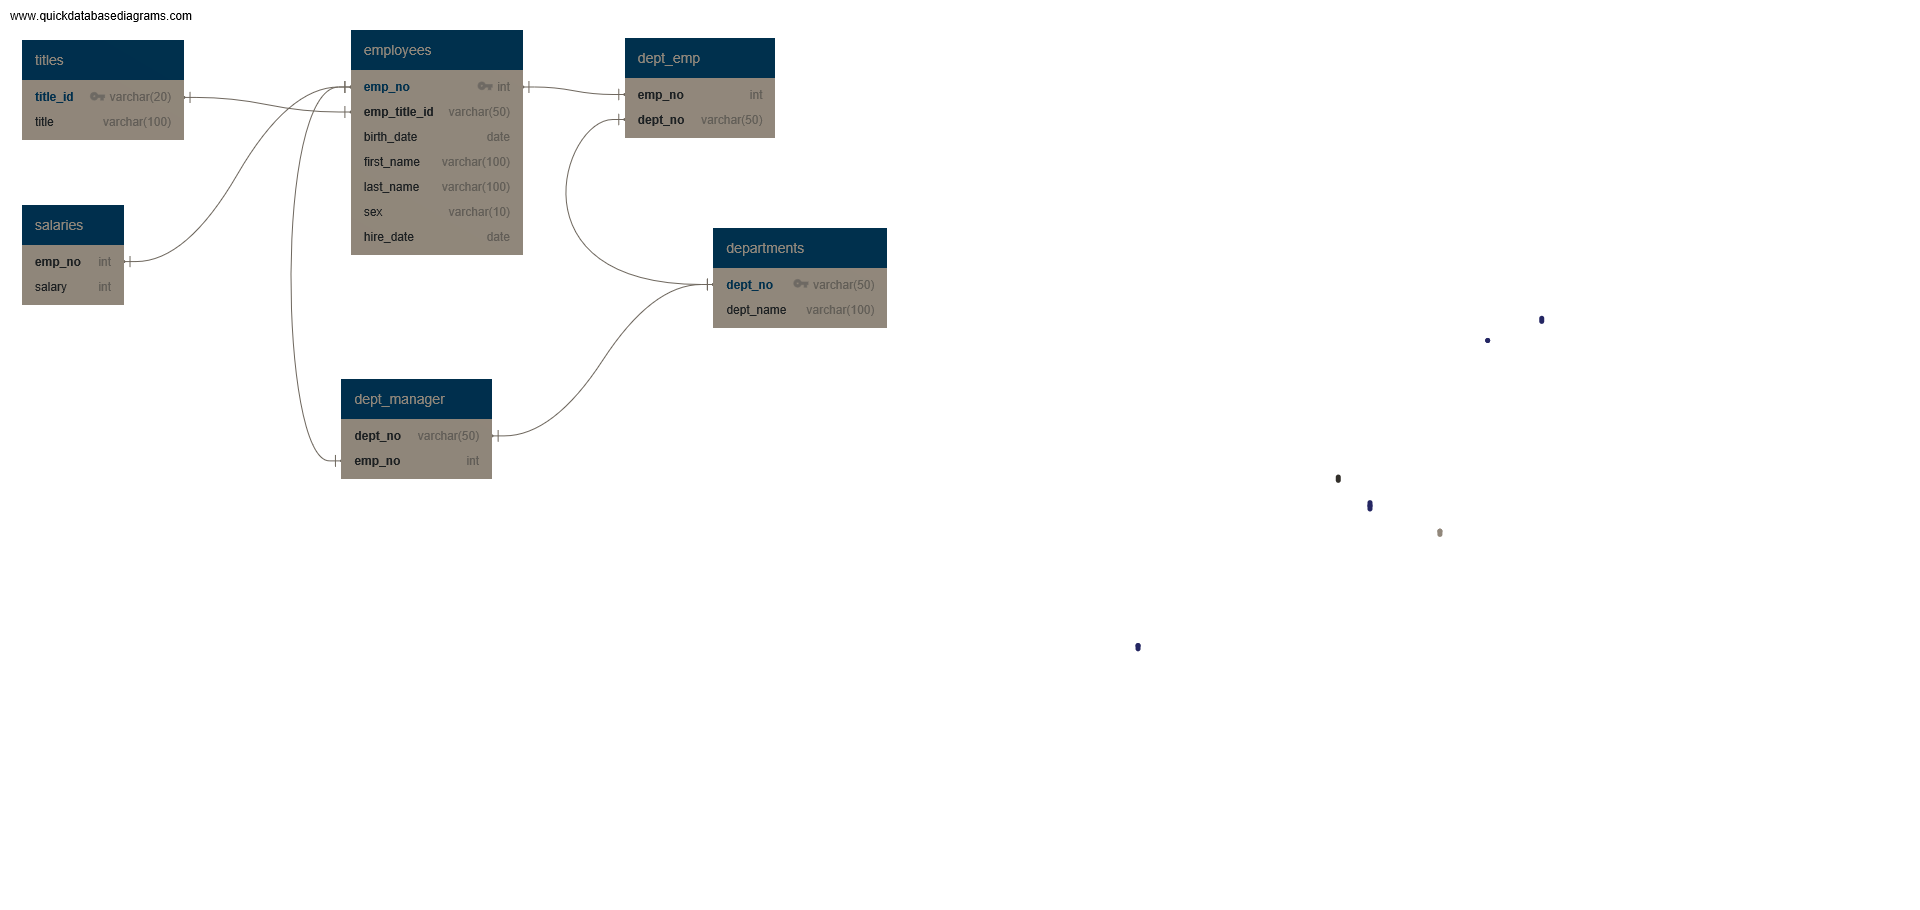 www.quickdatabasediagrams.com
titles
title_id varchar(20)
title varchar(100)
employees
emp_no int
emp_title_id varchar(50)
birth_date date
first_name varchar(100)
last_name varchar(100)
sex varchar(10)
hire_date date
dept_emp
emp_no int
dept_no varchar(50)
salaries
emp_no int
salary int
departments
dept_no varchar(50)
dept_name varchar(100)
dept_manager
dept_no varchar(50)
emp_no int